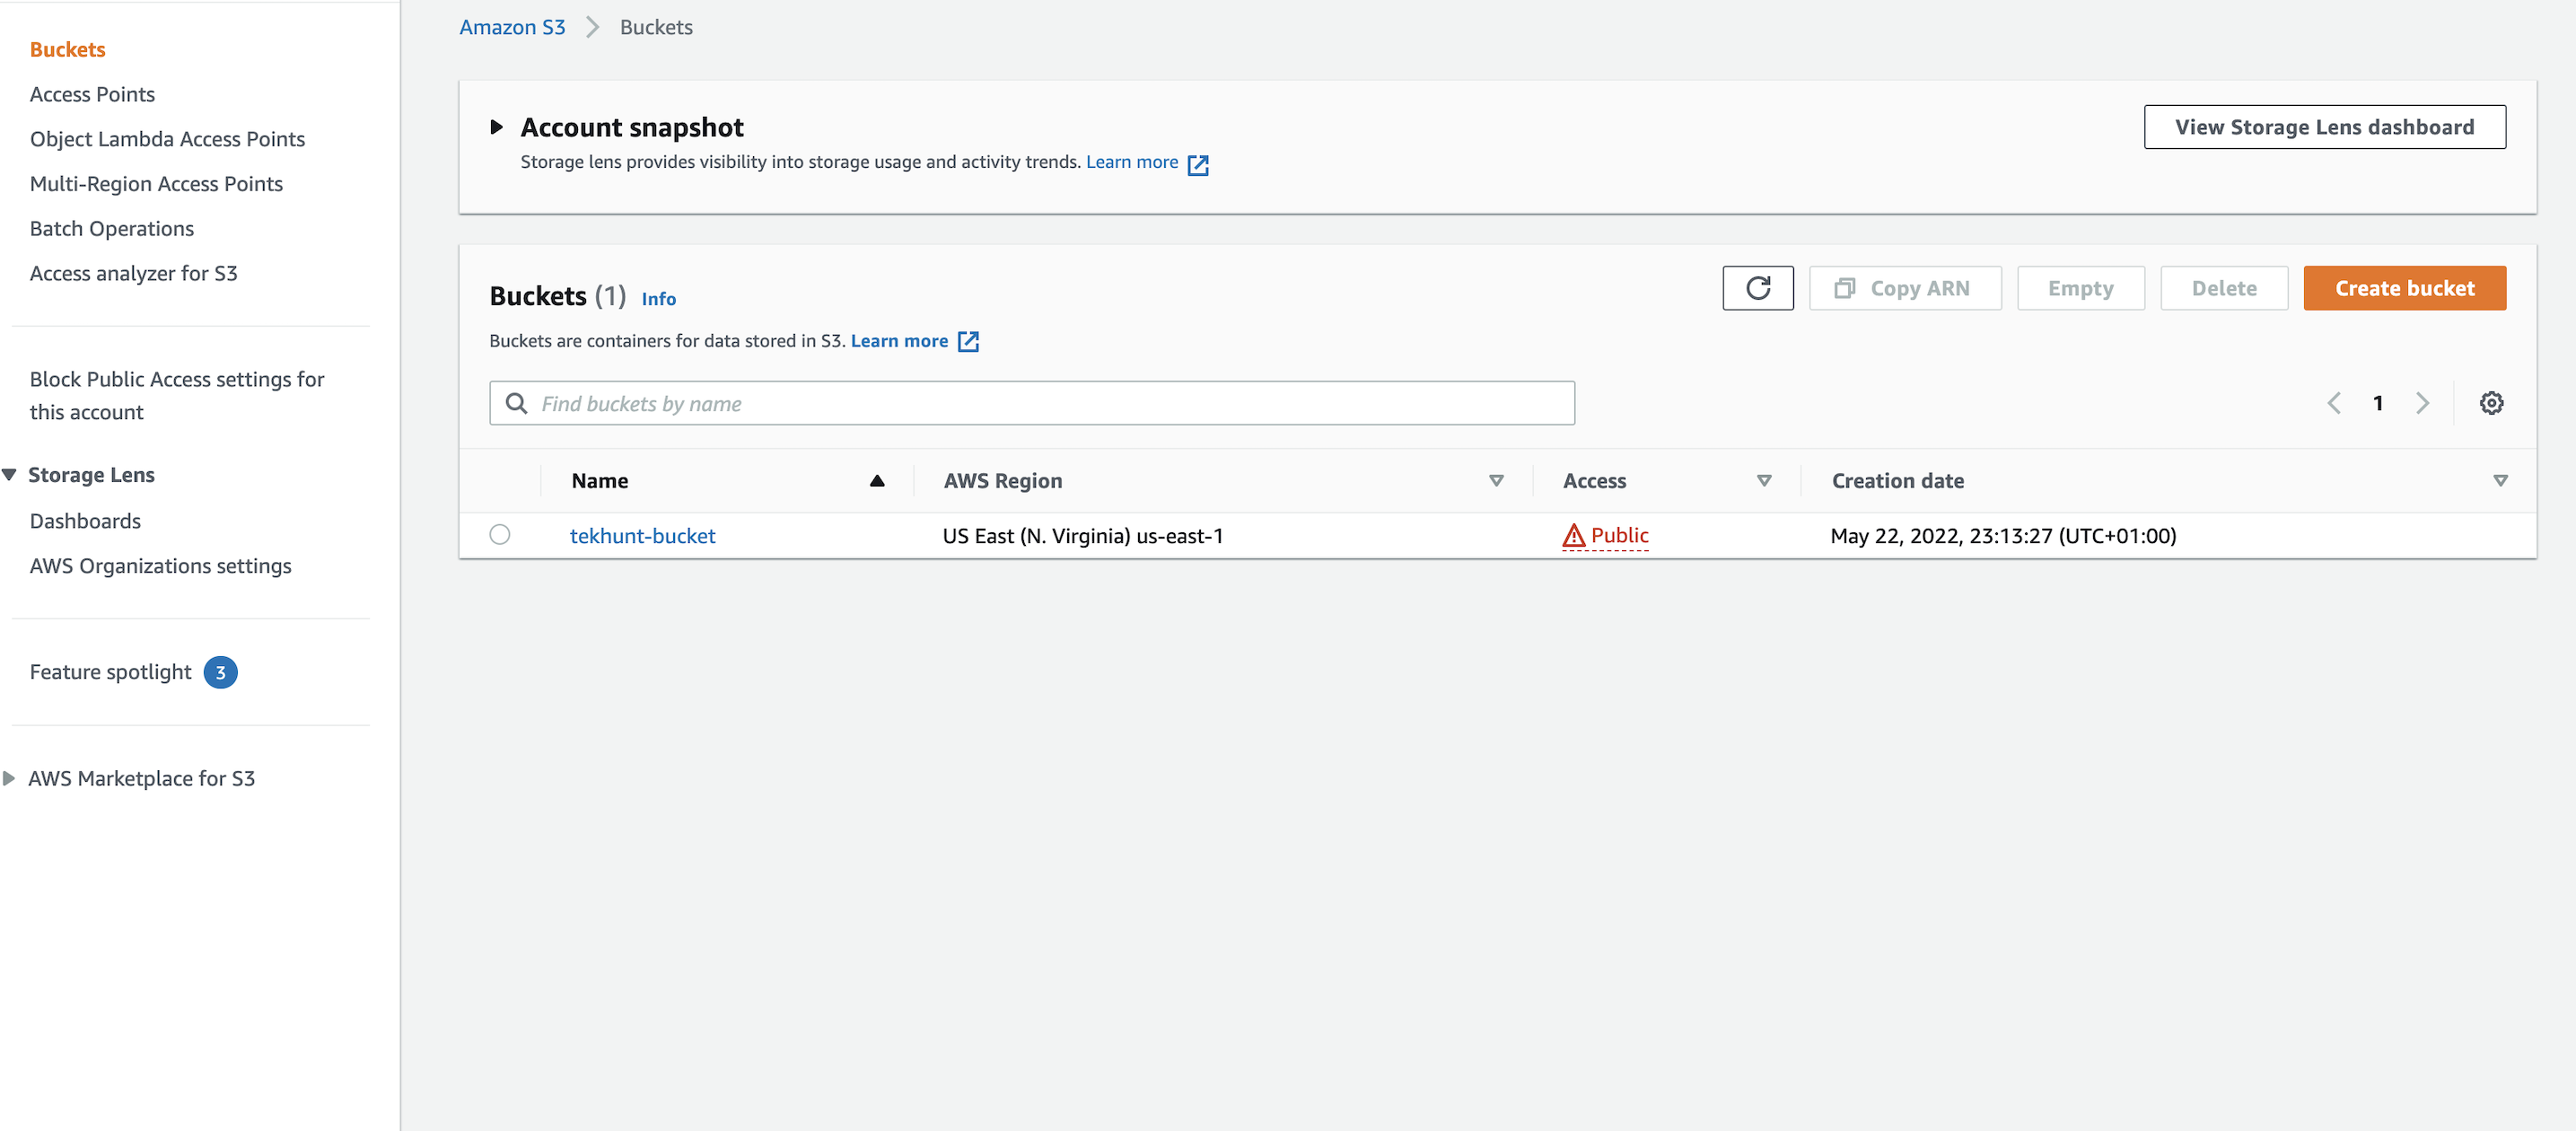 Buckets
Access Points
Object Lambda Access Points
Multi-Region Access Points
Batch Operations
Access analyzer for S3
Block Public Access settings for
this account
Storage Lens
Dashboards
AWS Organizations settings
Feature spotlight 3
AWS Marketplace for S3
Amazon S3 Buckets
Account snapshot
View Storage Lens dashboard
Storage lens provides visibility into storage usage and activity trends. Learn more
Buckets (1) Info
Copy ARN Empty Delete Create bucket
Buckets are containers for data stored in S3. Learn more
Find buckets by name
1
Name AWS Region Access Creation date
tekhunt-bucket US East (N. Virginia) us-east-1 Public May 22, 2022, 23:13:27 (UTC+01:00)